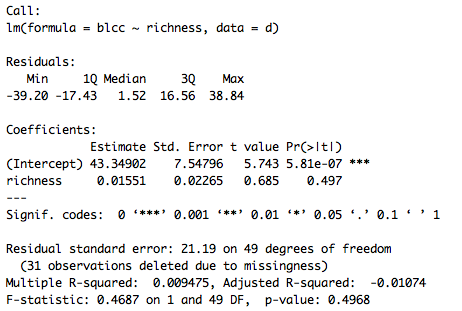 Call:
lm(formula = blcc ~ richness, data = d)
Residuals:
Min 1Q Median 3Q Max
-39.20 -17.43 1.52 16.56 38.84
Coefficients:
Estimate Std. Error t value Pr(>|t|)
(Intercept) 43.34902 7.54796 5.743 5.81e-07 ***
richness 0.01551 0.02265 0.685 0.497
---
Signif. codes: 0 ‘***’ 0.001 ‘**’ 0.01 ‘*’ 0.05 ‘.’ 0.1 ‘ ’ 1
Residual standard error: 21.19 on 49 degrees of freedom
(31 observations deleted due to missingness)
Multiple R-squared: 0.009475, Adjusted R-squared: -0.01074
F-statistic: 0.4687 on 1 and 49 DF, p-value: 0.4968